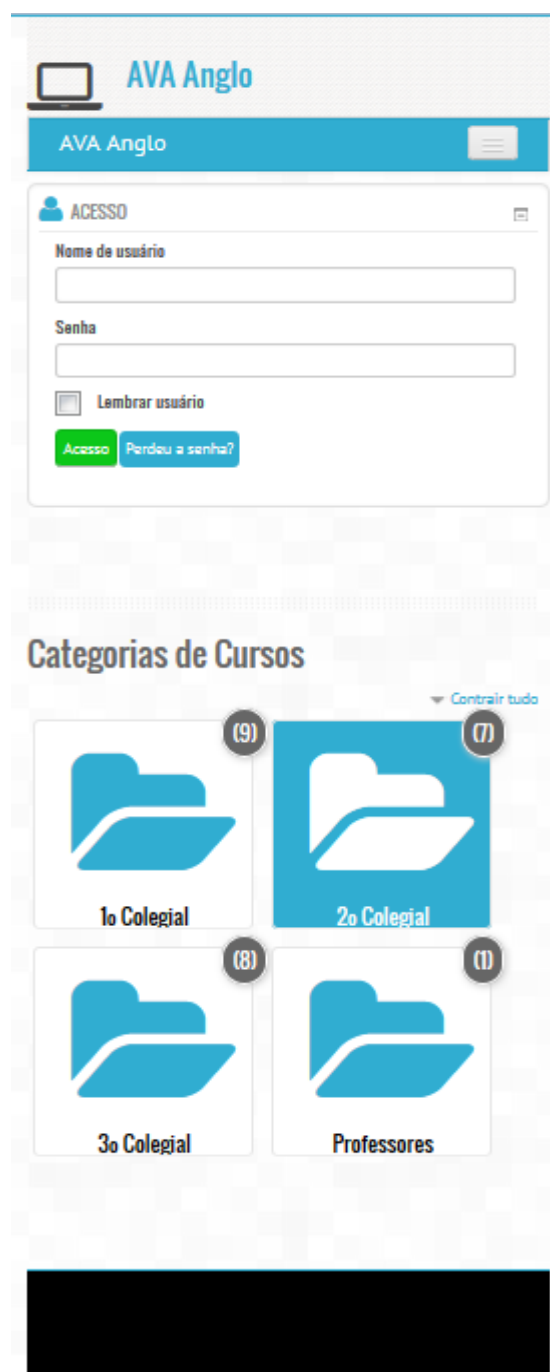 AVA Anglo
AVA Anglo
ACESSO
Nome de usuário
Senha
Lembrar usuário
Acesso Perdeu a senha?
Categorias de Cursos
Contrair tudo
(9) (7)
1o Colegial 2o Colegial
(8) (1)
3o Colegial Professores